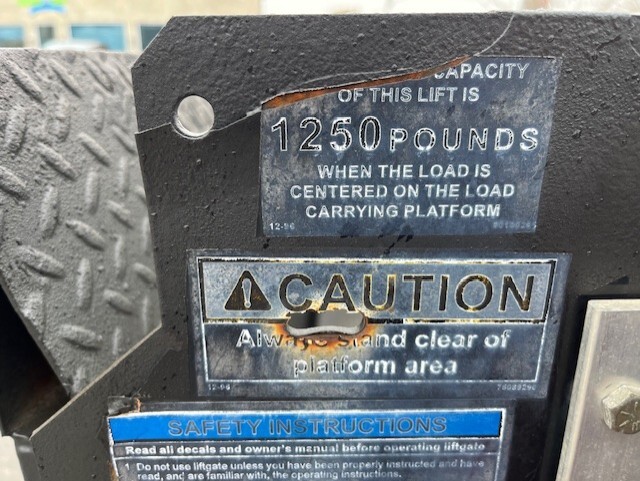 CAPACITY
OF THIS LIFT IS
1250 POUNDS
WHEN THE LOAD IS
CENTERED ON THE LOAD
CARRYING PLATFORM
12-96
CAUTION
Always stand clear of
platform area
12-96
SAFETY INSTRUCTIONS
Read all decals and owner's manual before operating liftgate
1 Do not use liftgate unless you have been properly instructed and have
read, and are familiar with, the operating instructions.